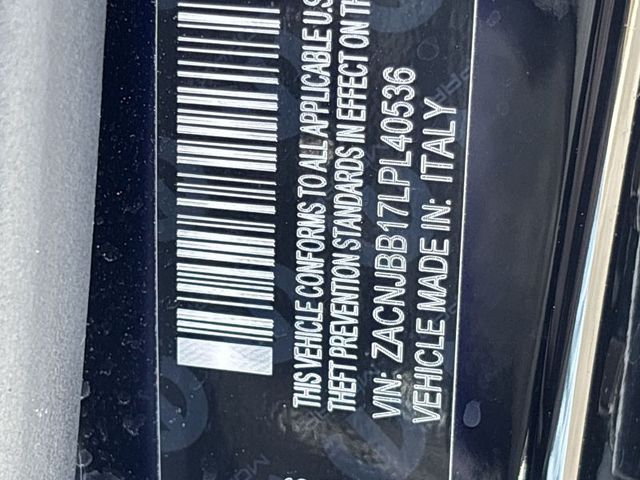 THIS VEHICLE CONFORMS TO ALL APPLICABLE U.S
THEFT PREVENTION STANDARDS IN EFFECT ON TH
VIN: ZACNJBB17LPL40536
VEHICLE MADE IN: ITALY